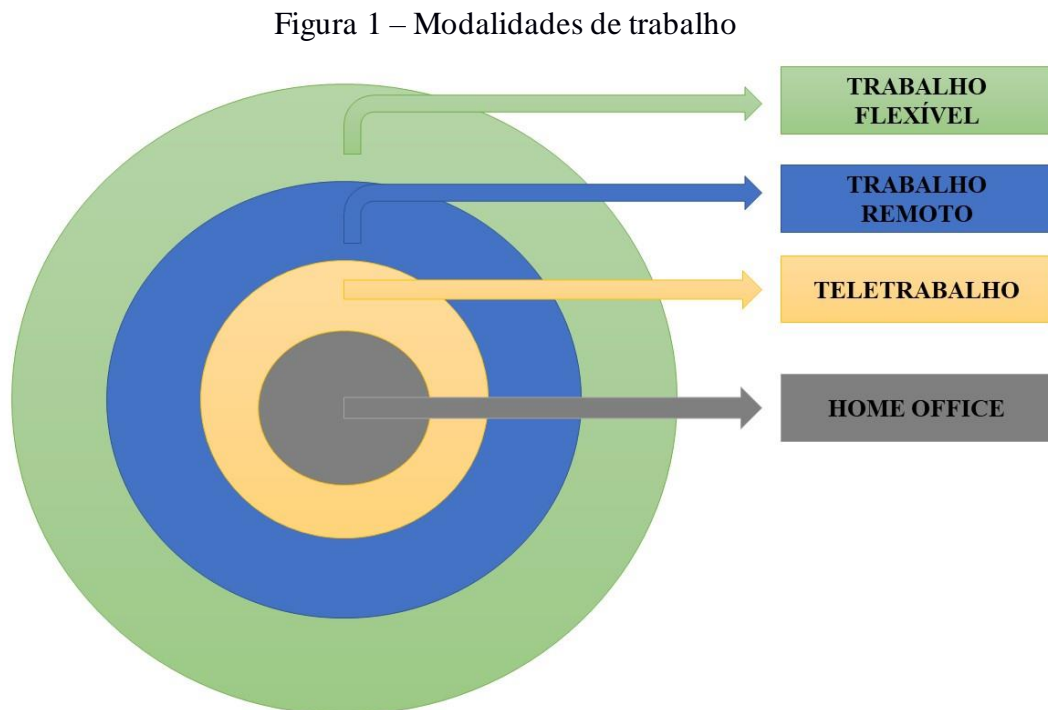 Figura 1 – Modalidades de trabalho
TRABALHO
FLEXÍVEL
TRABALHO
REMOTO
TELETRABALHO
HOME OFFICE